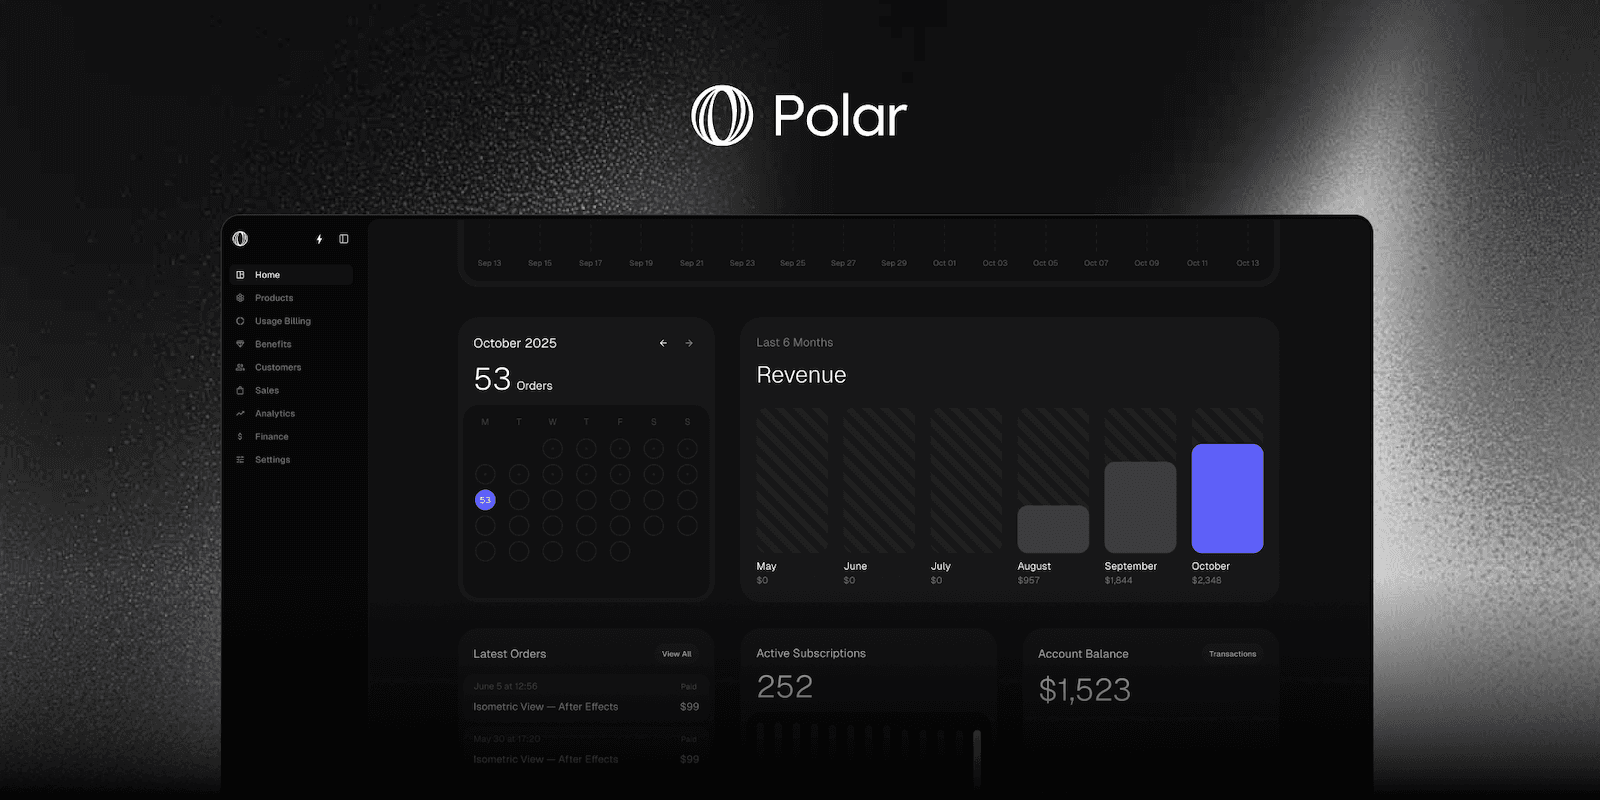 Polar
Home
Products
Usage Billing
Benefits
Customers
Sales
Analytics
Finance
Settings
Sep 13 Sep 15 Sep 17 Sep 19 Sep 21 Sep 23 Sep 25 Sep 27 Sep 29 Oct 01 Oct 03 Oct 05 Oct 07 Oct 09 Oct 11 Oct 13
October 2025
53 Orders
M T W T F S S
53
Last 6 Months
Revenue
May June July August September October
$0 $0 $0 $957 $1,844 $2,348
Latest Orders View All
June 5 at 12:56 Paid
Isometric View — After Effects $99
May 30 at 17:20 Paid
Isometric View — After Effects $99
Active Subscriptions
252
Account Balance Transactions
$1,523